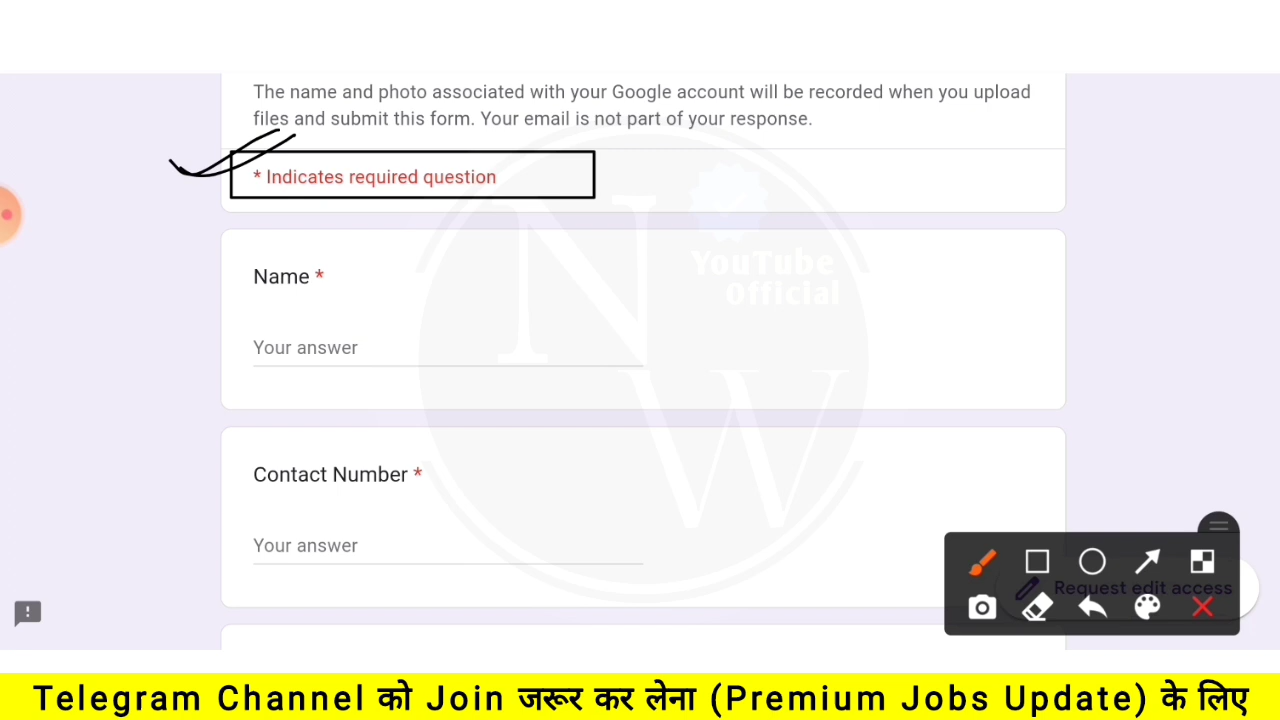 The name and photo associated with your Google account will be recorded when you upload
files and submit this form. Your email is not part of your response.
* Indicates required question
Name *
Your answer
Contact Number *
Your answer
N
W
YouTube
Official
Request edit access
Telegram Channel को Join जरूर कर लेना (Premium Jobs Update) के लिए